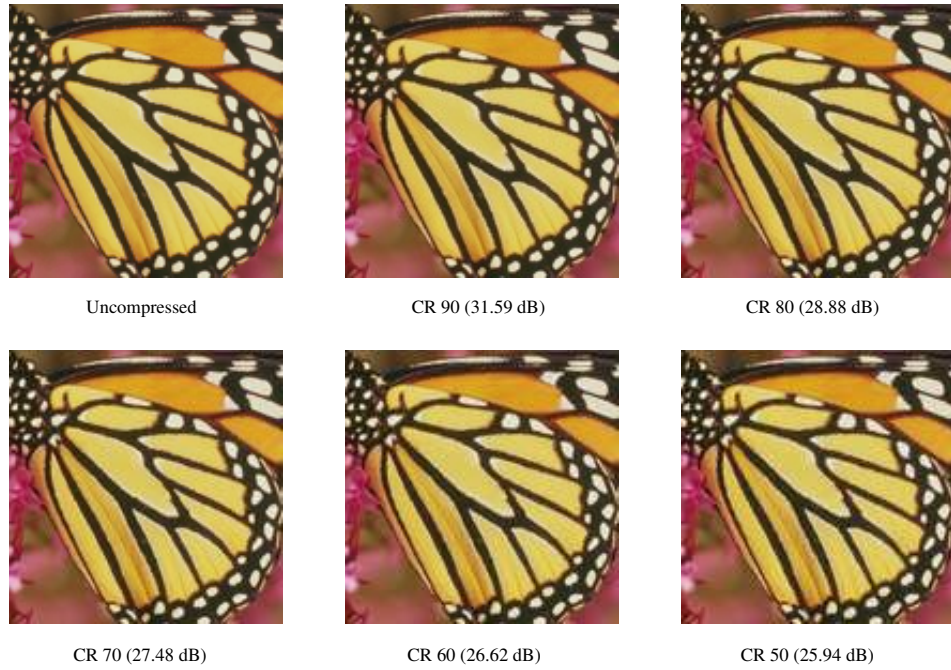 Uncompressed
CR 90 (31.59 dB)
CR 80 (28.88 dB)
CR 70 (27.48 dB)
CR 60 (26.62 dB)
CR 50 (25.94 dB)